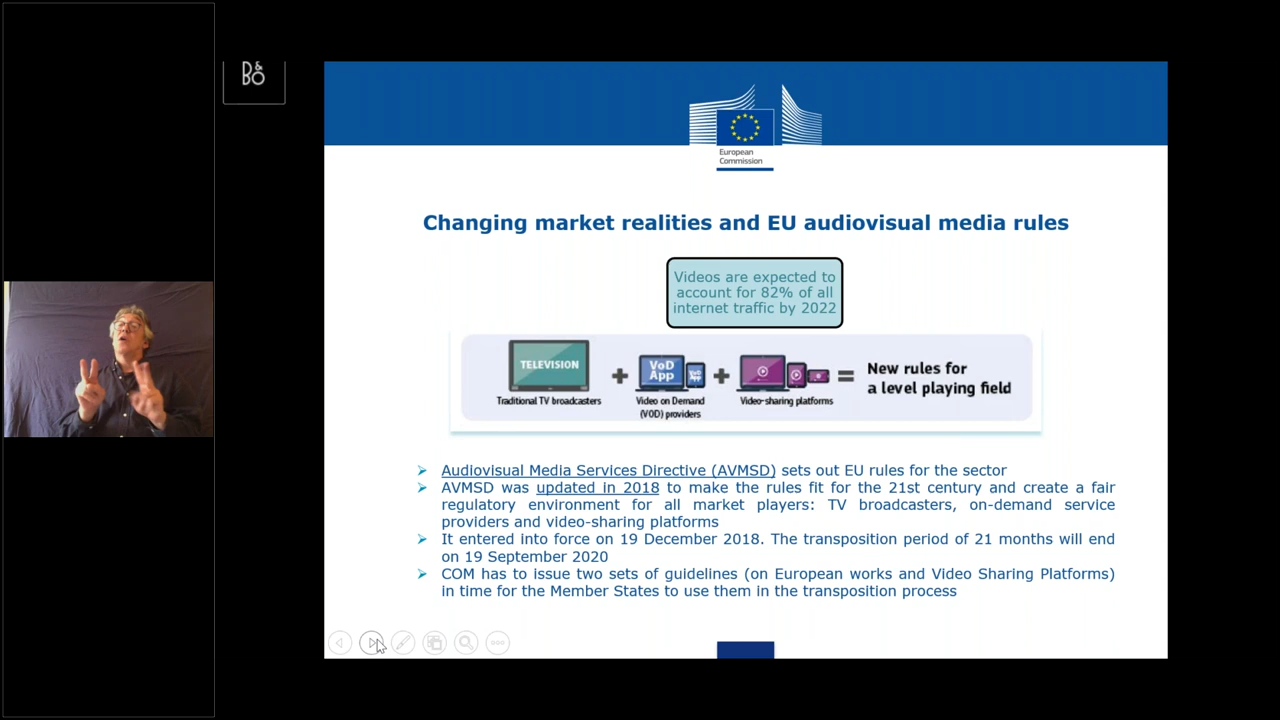 B&
BO
European
Commission
Changing market realities and EU audiovisual media rules
Videos are expected to
account for 82% of all
internet traffic by 2022
TELEVISION
Traditional TV broadcasters
VoD
App
VoD
App
Video on Demand
(VOD) providers
Video-sharing platforms
New rules for
a level playing field
Audiovisual Media Services Directive (AVMSD) sets out EU rules for the sector
AVMSD was updated in 2018 to make the rules fit for the 21st century and create a fair
regulatory environment for all market players: TV broadcasters, on-demand service
providers and video-sharing platforms
It entered into force on 19 December 2018. The transposition period of 21 months will end
on 19 September 2020
COM has to issue two sets of guidelines (on European works and Video Sharing Platforms)
in time for the Member States to use them in the transposition process